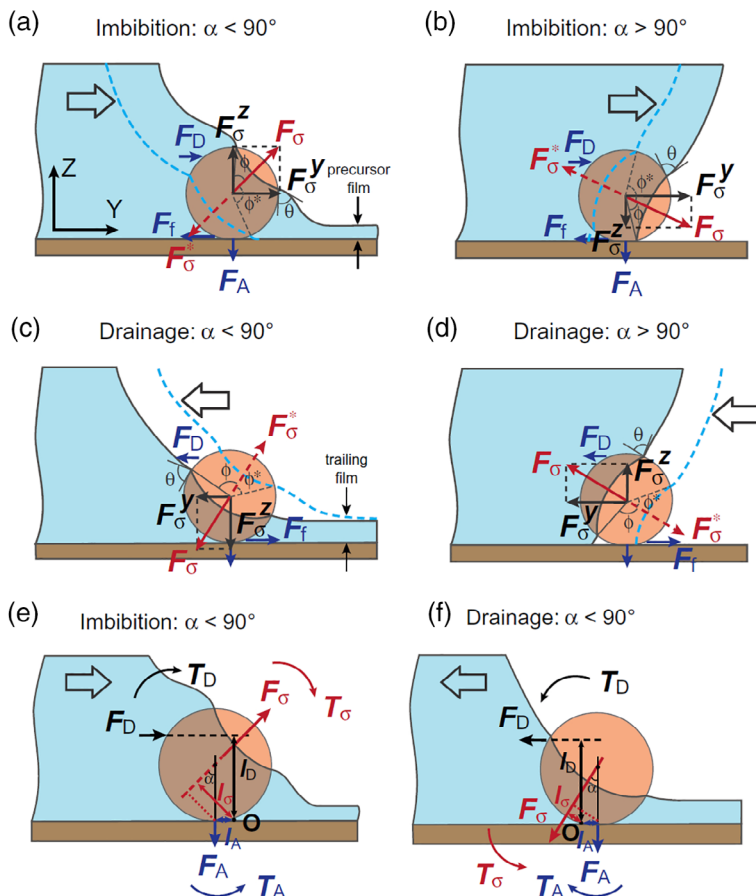 (a) Imbibition: α < 90°
F_D
F_σ^z
F_σ
ϕ
F_σ^y
precursor
film
ϕ*
θ
Z
Y
F_f
F_σ^*
F_A
(b) Imbibition: α > 90°
θ
F_D
F_σ^*
ϕ*
F_σ^y
ϕ
F_f
F_σ^z
F_σ
F_A
(c) Drainage: α < 90°
F_σ^*
F_D
θ
ϕ
ϕ*
trailing
film
F_σ^y
F_σ^z
F_f
F_σ
(d) Drainage: α > 90°
θ
F_D
F_σ
F_σ^z
ϕ*
F_σ^y
ϕ
F_σ^*
F_f
(e) Imbibition: α < 90°
T_D
F_σ
T_σ
F_D
α
l_D
l_σ
O
l_A
F_A
T_A
(f) Drainage: α < 90°
T_D
F_D
l_D
α
l_σ
F_σ
O
l_A
T_σ
F_A
T_A